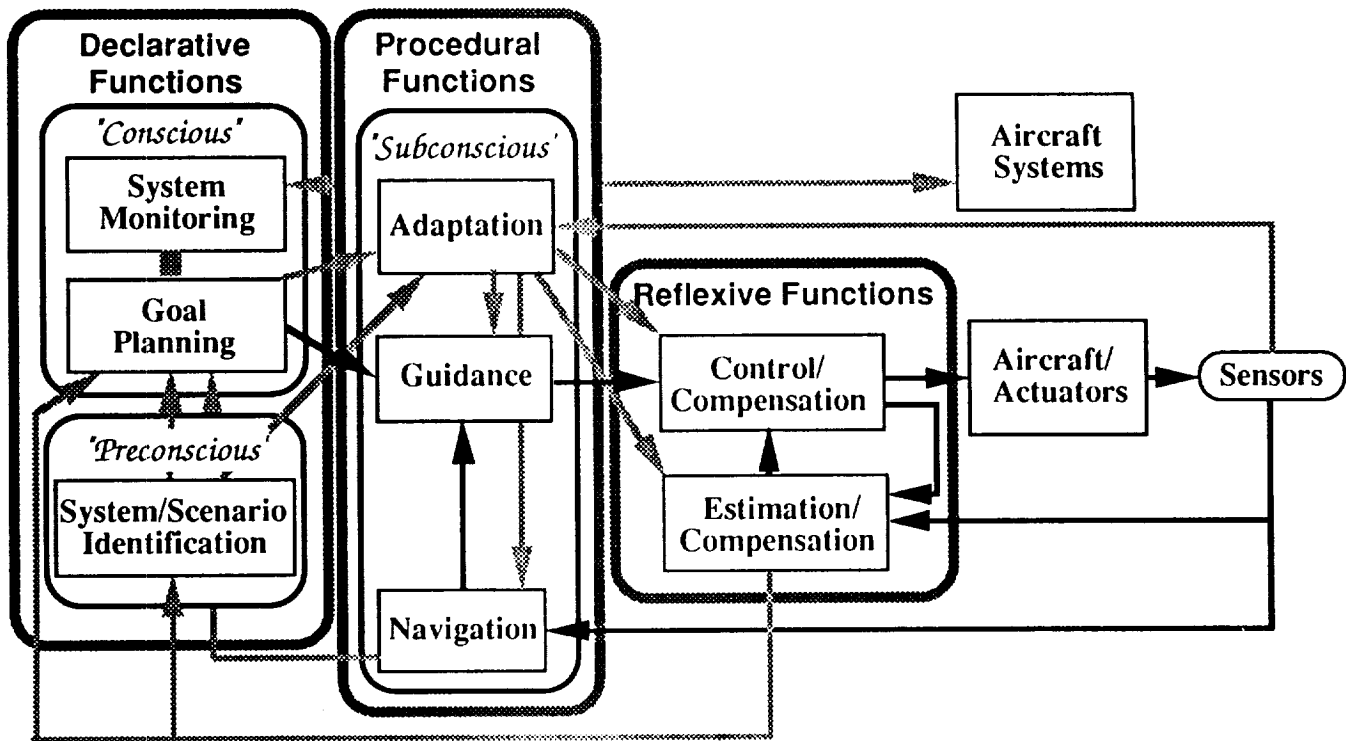 Declarative
Functions
"Conscious"
System
Monitoring
Goal
Planning
"Preconscious'
System/Scenario
Identification
Procedural
Functions
"Subconscious'
Adaptation
Guidance
Navigation
Reflexive Functions
Control/
Compensation
Estimation/
Compensation
Aircraft
Systems
Aircraft/
Actuators
Sensors